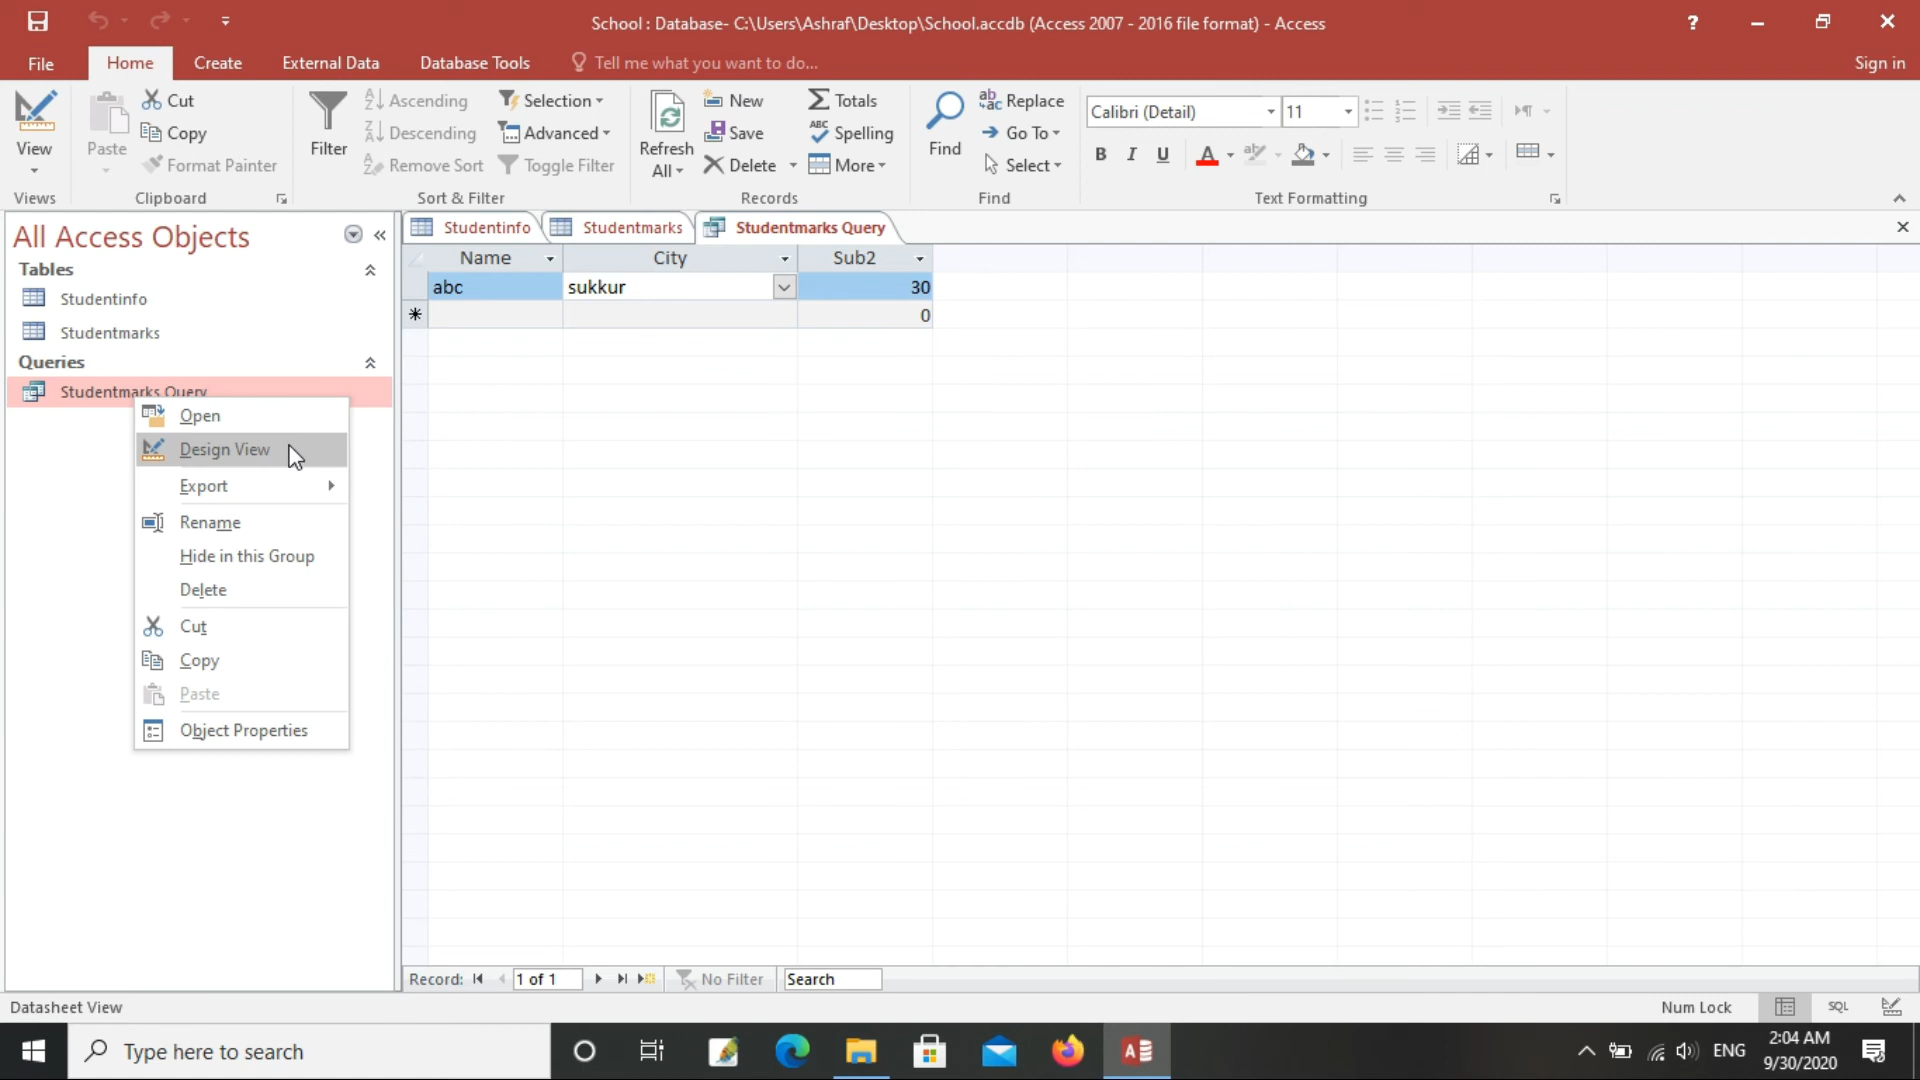 School : Database- C:\Users\Ashraf\Desktop\School.accdb (Access 2007 - 2016 file format) - Access
File Home Create External Data Database Tools Tell me what you want to do... Sign in
View
Views
Paste
Cut
Copy
Format Painter
Clipboard
Filter
Ascending
Descending
Remove Sort
Selection
Advanced
Toggle Filter
Sort & Filter
Refresh
All
New
Save
Delete
Totals
Spelling
More
Records
Find
Replace
Go To
Select
Find
Calibri (Detail) 11
B I U
Text Formatting
All Access Objects
Tables
Studentinfo
Studentmarks
Queries
Studentmarks Query
Open
Design View
Export
Rename
Hide in this Group
Delete
Cut
Copy
Paste
Object Properties
Studentinfo Studentmarks Studentmarks Query
Name City Sub2
abc sukkur 30
0
Record: 1 of 1 No Filter Search
Datasheet View Num Lock SQL
Type here to search
ENG
2:04 AM
9/30/2020